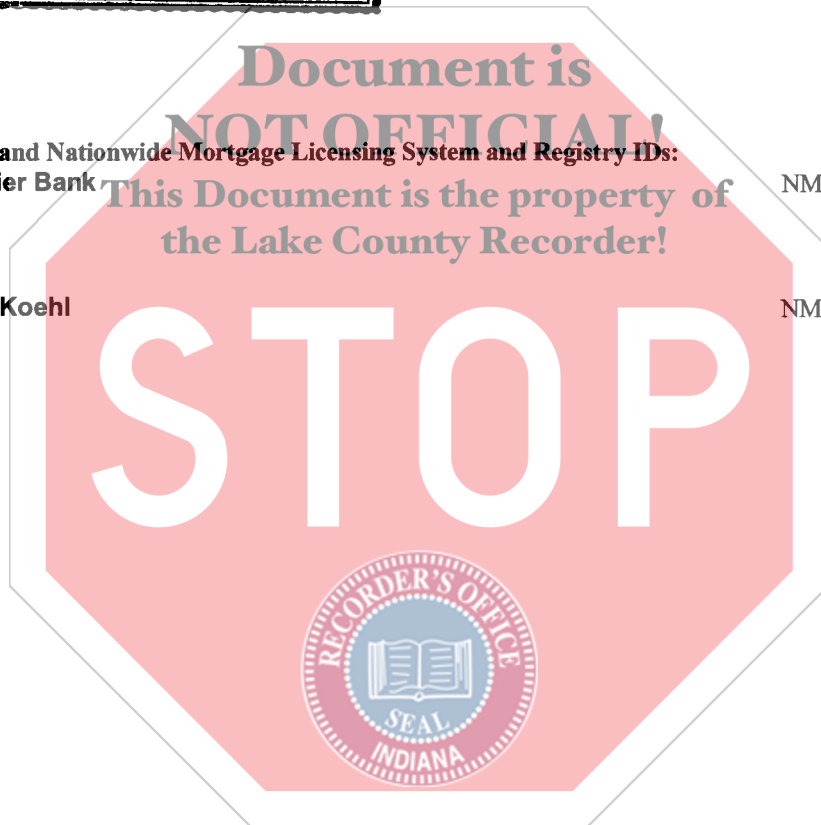 Document is
NOT OFFICIAL!
and Nationwide Mortgage Licensing System and Registry IDs:
ier Bank NM
This Document is the property of
the Lake County Recorder!
Koehl NM
STOP
RECORDER'S OFFICE
SEAL
INDIANA